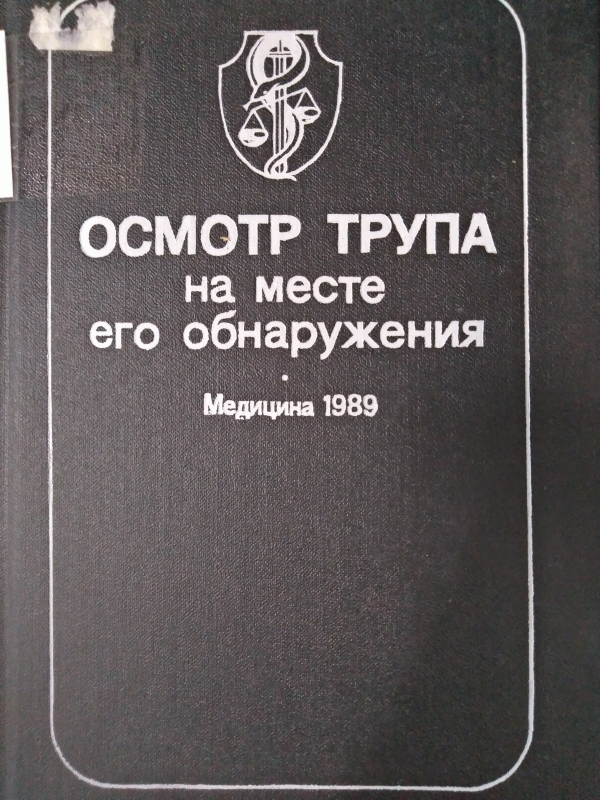 ОСМОТР ТРУПА
на месте
его обнаружения
Медицина 1989